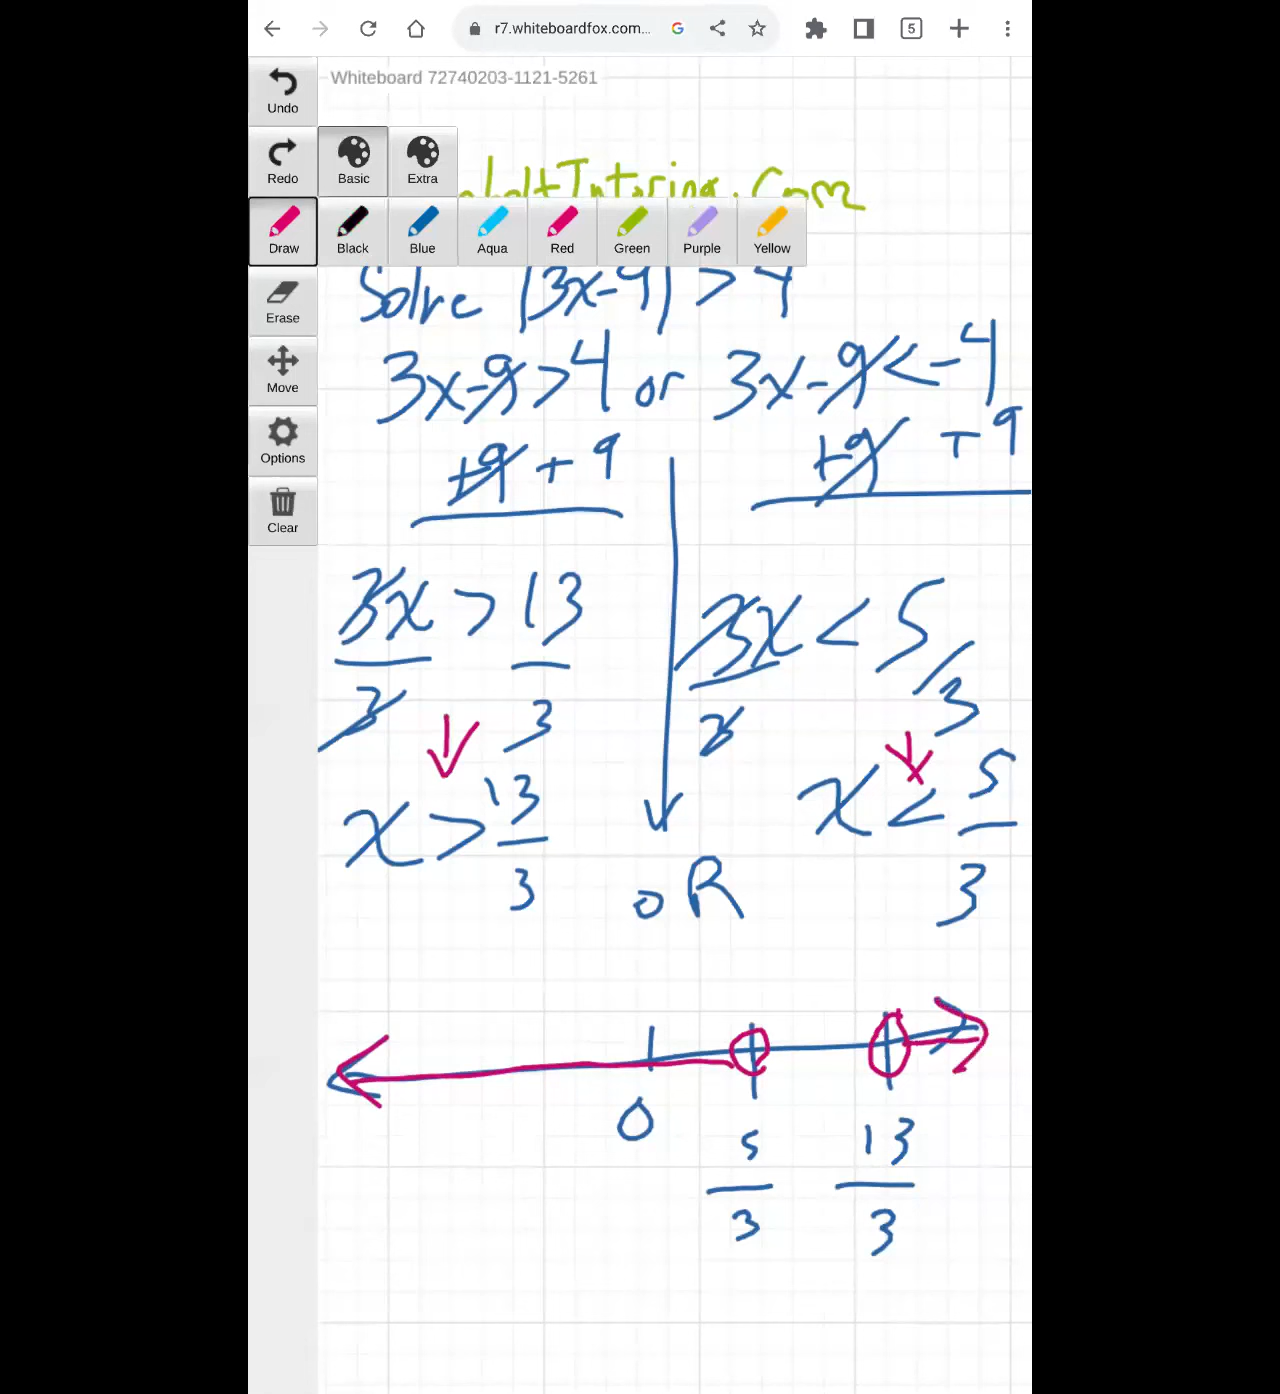 r7.whiteboardfox.com...
5
Whiteboard 72740203-1121-5261
Undo
Redo
Basic
Extra
Tutoring.Com
Draw
Black
Blue
Aqua
Red
Green
Purple
Yellow
Erase
Move
Options
Clear
Solve |3x-9| > 4
3x-9>4 or 3x-9<-4
+9 +9 +9 +9
3x > 13 3x < 5/3
3 3 3
x > 13/3 x < 5/3
OR
0 5/3 13/3